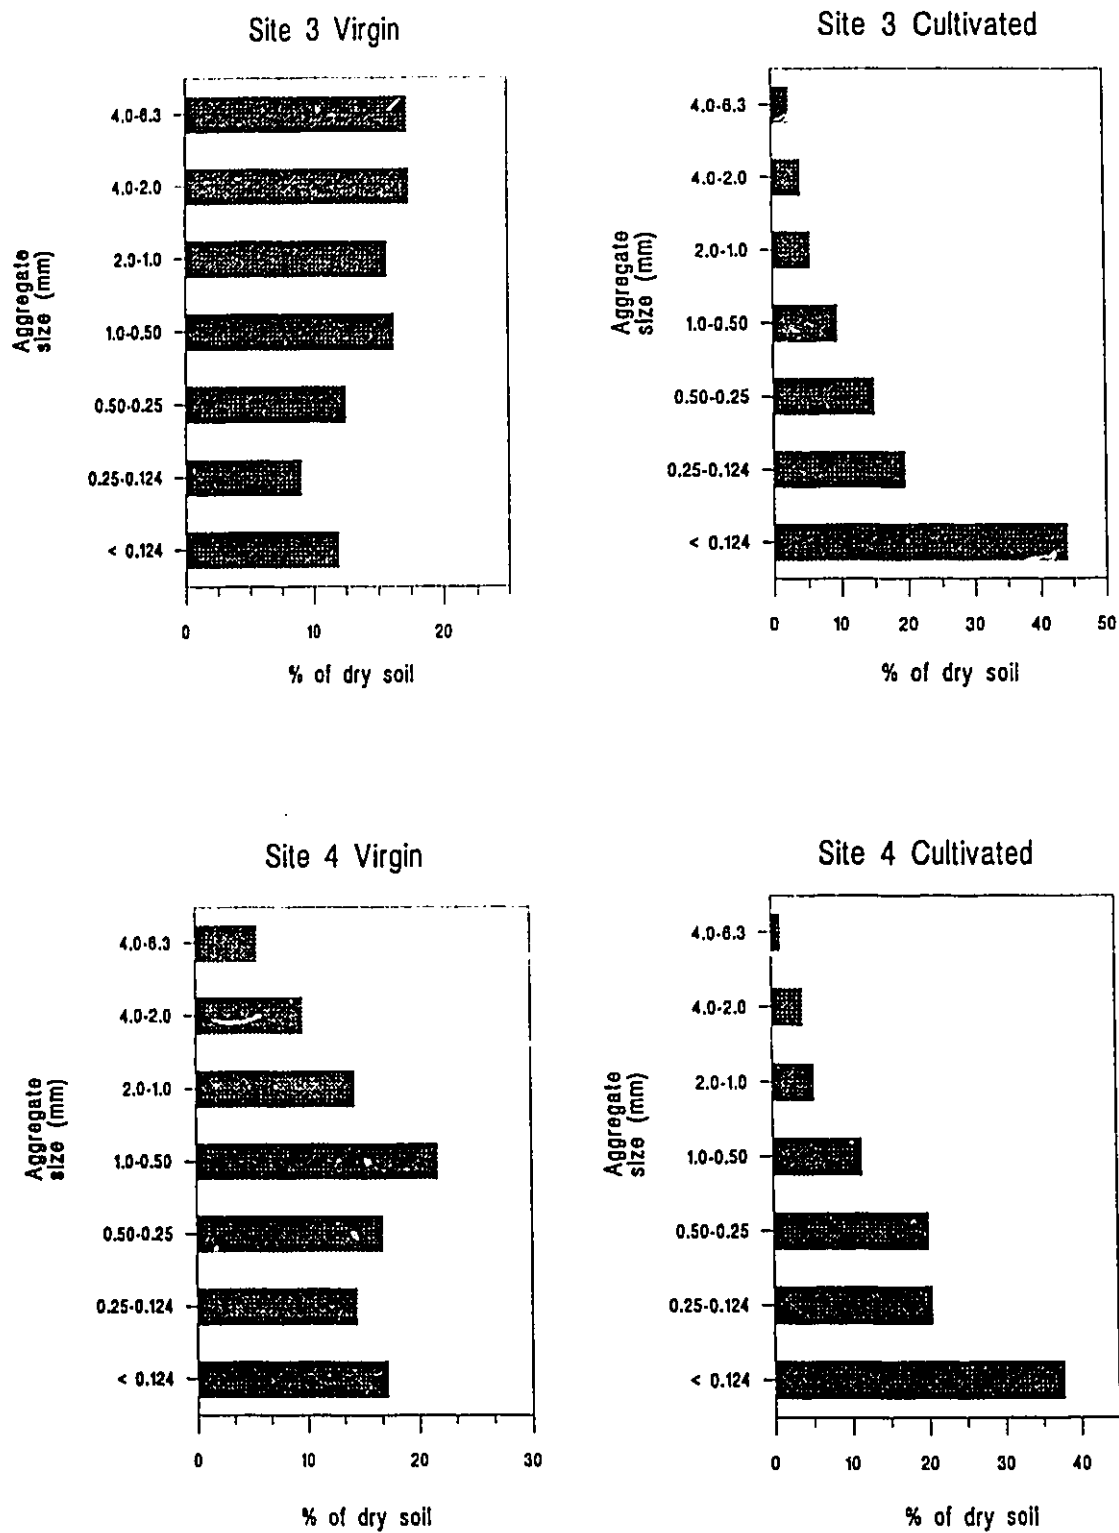 Site 3 Virgin
4.0-6.3
4.0-2.0
2.0-1.0
1.0-0.50
0.50-0.25
0.25-0.124
< 0.124
Aggregate
size (mm)
0 10 20
% of dry soil
Site 3 Cultivated
4.0-6.3
4.0-2.0
2.0-1.0
1.0-0.50
0.50-0.25
0.25-0.124
< 0.124
Aggregate
size (mm)
0 10 20 30 40 50
% of dry soil
Site 4 Virgin
4.0-6.3
4.0-2.0
2.0-1.0
1.0-0.50
0.50-0.25
0.25-0.124
< 0.124
Aggregate
size (mm)
0 10 20 30
% of dry soil
Site 4 Cultivated
4.0-6.3
4.0-2.0
2.0-1.0
1.0-0.50
0.50-0.25
0.25-0.124
< 0.124
Aggregate
size (mm)
0 10 20 30 40
% of dry soil